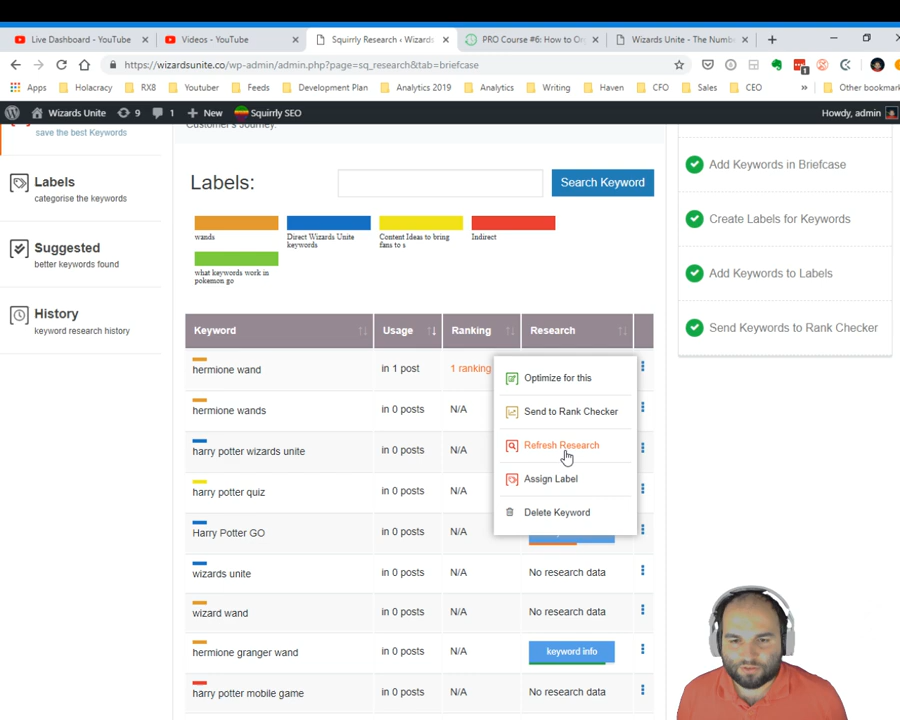 Live Dashboard - YouTube
Videos - YouTube
Squirrly Research ‹ Wizards
PRO Course #6: How to Or
Wizards Unite - The Numb
https://wizardsunite.co/wp-admin/admin.php?page=sq_research&tab=briefcase
1
Apps
Holacracy
RX8
Youtuber
Feeds
Development Plan
Analytics 2019
Analytics
Writing
Haven
CFO
Sales
CEO
»
Other bookmar
Wizards Unite
9
1
New
Squirrly SEO
Howdy, admin
save the best Keywords
Customer's Journey.
Labels
categorise the keywords
Suggested
better keywords found
History
keyword research history
Labels:
Search Keyword
wands
Direct Wizards Unite
keywords
Content Ideas to bring
fans to s
Indirect
what keywords work in
pokemon go
Keyword
Usage
Ranking
Research
hermione wand
in 1 post
1 ranking
hermione wands
in 0 posts
N/A
harry potter wizards unite
in 0 posts
N/A
harry potter quiz
in 0 posts
N/A
Harry Potter GO
in 0 posts
N/A
wizards unite
in 0 posts
N/A
No research data
wizard wand
in 0 posts
N/A
No research data
hermione granger wand
in 0 posts
N/A
keyword info
harry potter mobile game
in 0 posts
N/A
No research data
Optimize for this
Send to Rank Checker
Refresh Research
Assign Label
Delete Keyword
Add Keywords in Briefcase
Create Labels for Keywords
Add Keywords to Labels
Send Keywords to Rank Checker